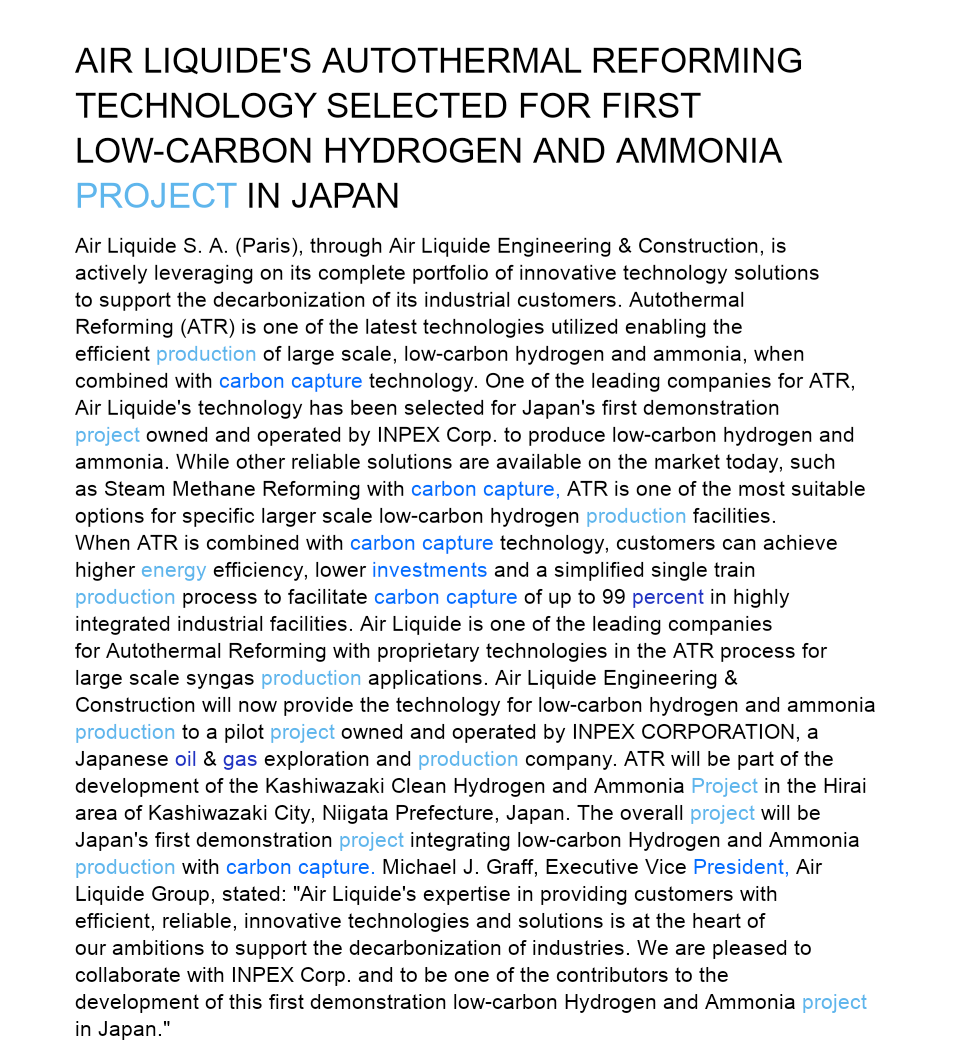 AIR LIQUIDE'S AUTOTHERMAL REFORMING
TECHNOLOGY SELECTED FOR FIRST
LOW-CARBON HYDROGEN AND AMMONIA
PROJECT IN JAPAN
Air Liquide S. A. (Paris), through Air Liquide Engineering & Construction, is
actively leveraging on its complete portfolio of innovative technology solutions
to support the decarbonization of its industrial customers. Autothermal
Reforming (ATR) is one of the latest technologies utilized enabling the
efficient production of large scale, low-carbon hydrogen and ammonia, when
combined with carbon capture technology. One of the leading companies for ATR,
Air Liquide's technology has been selected for Japan's first demonstration
project owned and operated by INPEX Corp. to produce low-carbon hydrogen and
ammonia. While other reliable solutions are available on the market today, such
as Steam Methane Reforming with carbon capture, ATR is one of the most suitable
options for specific larger scale low-carbon hydrogen production facilities.
When ATR is combined with carbon capture technology, customers can achieve
higher energy efficiency, lower investments and a simplified single train
production process to facilitate carbon capture of up to 99 percent in highly
integrated industrial facilities. Air Liquide is one of the leading companies
for Autothermal Reforming with proprietary technologies in the ATR process for
large scale syngas production applications. Air Liquide Engineering &
Construction will now provide the technology for low-carbon hydrogen and ammonia
production to a pilot project owned and operated by INPEX CORPORATION, a
Japanese oil & gas exploration and production company. ATR will be part of the
development of the Kashiwazaki Clean Hydrogen and Ammonia Project in the Hirai
area of Kashiwazaki City, Niigata Prefecture, Japan. The overall project will be
Japan's first demonstration project integrating low-carbon Hydrogen and Ammonia
production with carbon capture. Michael J. Graff, Executive Vice President, Air
Liquide Group, stated: "Air Liquide's expertise in providing customers with
efficient, reliable, innovative technologies and solutions is at the heart of
our ambitions to support the decarbonization of industries. We are pleased to
collaborate with INPEX Corp. and to be one of the contributors to the
development of this first demonstration low-carbon Hydrogen and Ammonia project
in Japan."